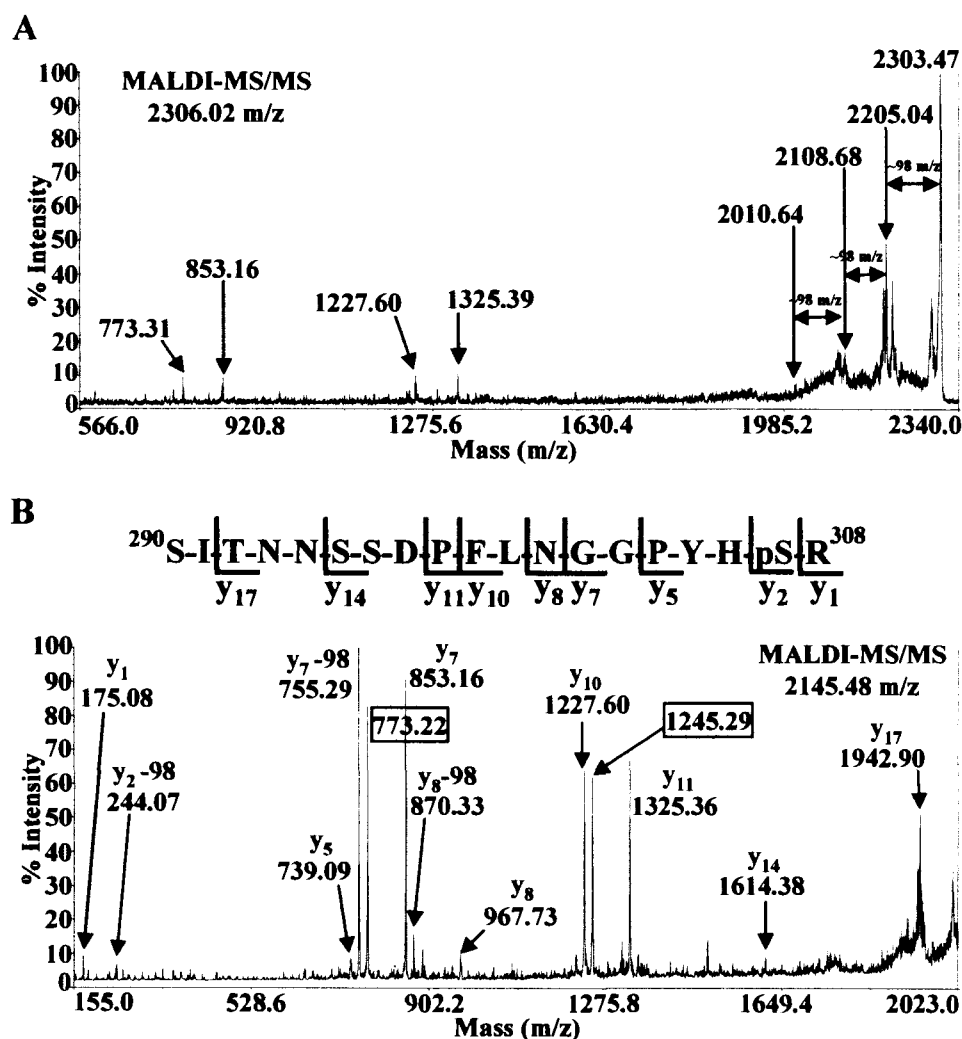 A
MALDI-MS/MS
2306.02 m/z
2303.47
2205.04
2108.68
2010.64
~98 m/z
~98 m/z
~98 m/z
853.16
773.31
1227.60
1325.39
% Intensity
100
90
80
70
60
50
40
30
20
10
0
566.0 920.8 1275.6 1630.4 1985.2 2340.0
Mass (m/z)
B
290S-I-T-N-N-S-S-D-P-F-L-N-G-G-P-Y-H-pS-R308
y17 y14 y11 y10 y8 y7 y5 y2 y1
MALDI-MS/MS
2145.48 m/z
y1
175.08
y2 -98
244.07
y7 -98
755.29
773.22
y7
853.16
y8-98
870.33
y5
739.09
y8
967.73
y10
1227.60
1245.29
y11
1325.36
y14
1614.38
y17
1942.90
% Intensity
100
90
80
70
60
50
40
30
20
10
0
155.0 528.6 902.2 1275.8 1649.4 2023.0
Mass (m/z)